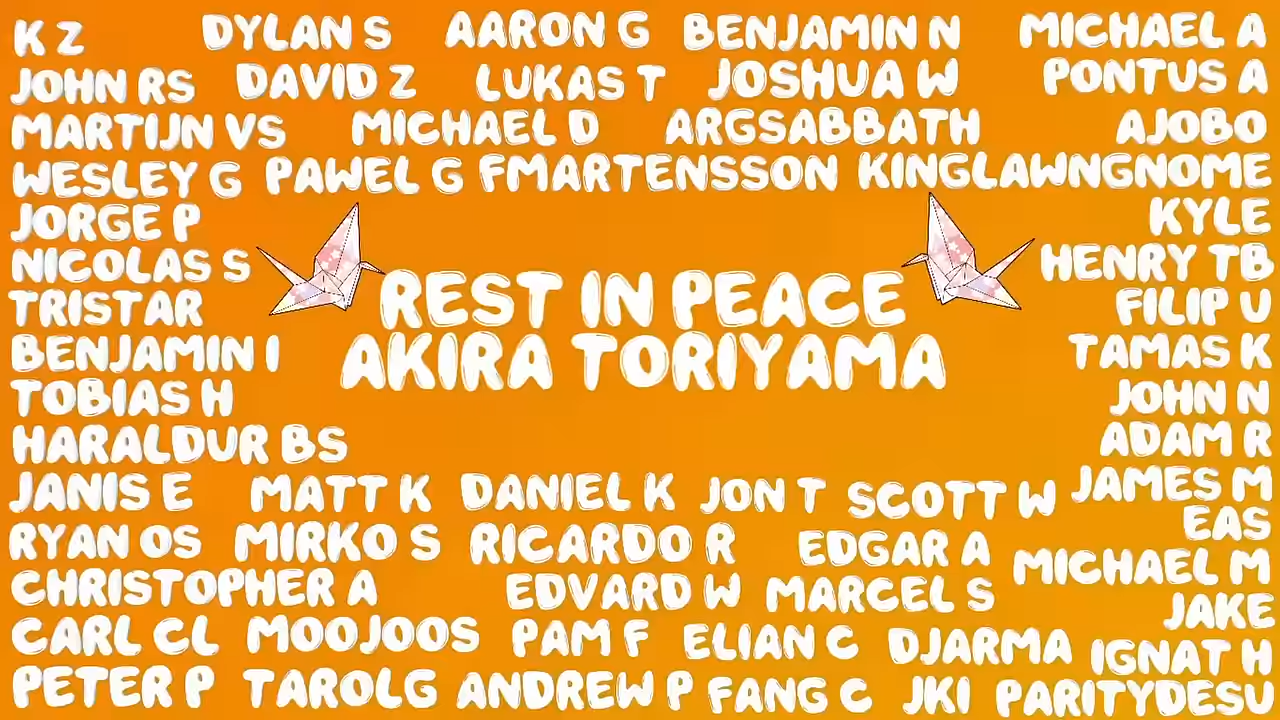 K Z DYLAN S AARON G BENJAMIN N MICHAEL A
JOHN RS DAVID Z LUKAS T JOSHUA W PONTUS A
MARTIJN VS MICHAEL D ARGSABBATH AJOBO
WESLEY G PAWEL G FMARTENSSON KINGLAWNGNOME
JORGE P KYLE
NICOLAS S HENRY TB
TRISTAR FILIP U
REST IN PEACE
AKIRA TORIYAMA
BENJAMIN I TAMAS K
TOBIAS H JOHN N
HARALDUR BS ADAM R
JANIS E MATT K DANIEL K JON T SCOTT W JAMES M
EAS
RYAN OS MIRKO S RICARDO R EDGAR A MICHAEL M
CHRISTOPHER A EDVARD W MARCEL S JAKE
CARL CL MOOJOOS PAM F ELIAN C DJARMA IGNAT H
PETER P TAROLG ANDREW P FANG C JKI PARITYDESU